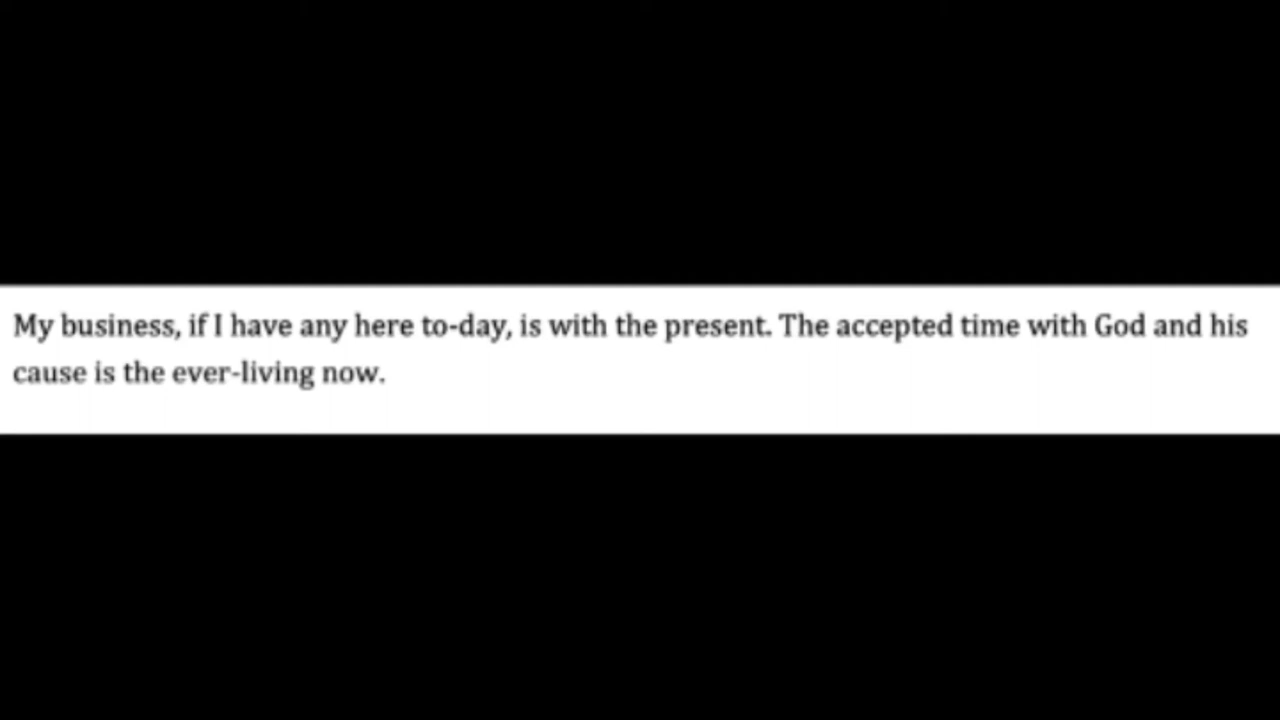 My business, if I have any here to-day, is with the present. The accepted time with God and his
cause is the ever-living now.